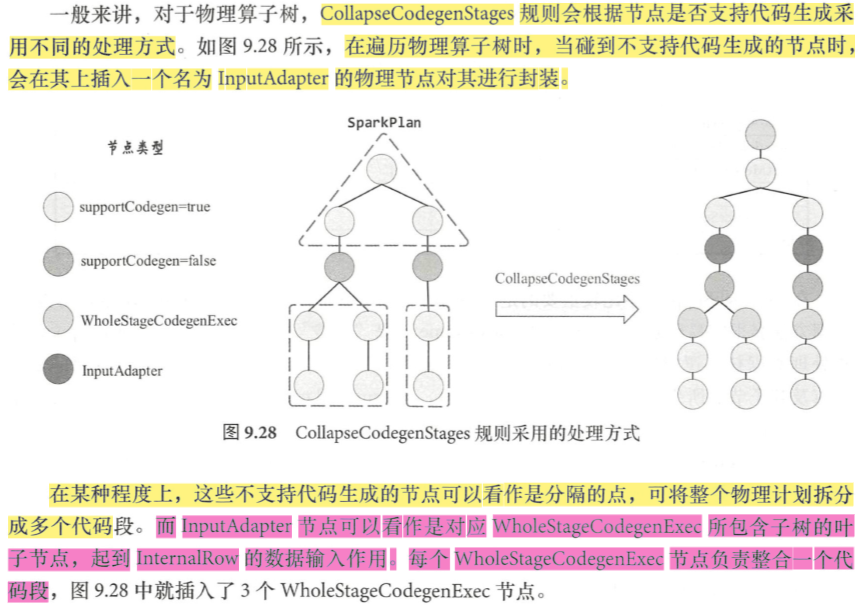 一般来讲，对于物理算子树，CollapseCodegenStages 规则会根据节点是否支持代码生成采
用不同的处理方式。如图 9.28 所示，在遍历物理算子树时，当碰到不支持代码生成的节点时，
会在其上插入一个名为 InputAdapter 的物理节点对其进行封装。
SparkPlan
节点类型
supportCodegen=true
supportCodegen=false
CollapseCodegenStages
WholeStageCodegenExec
InputAdapter
图 9.28 CollapseCodegenStages 规则采用的处理方式
在某种程度上，这些不支持代码生成的节点可以看作是分隔的点，可将整个物理计划拆分
成多个代码段。而 InputAdapter 节点可以看作是对应 WholeStageCodegenExec 所包含子树的叶
子节点，起到 InternalRow 的数据输入作用。每个 WholeStageCodegenExec 节点负责整合一个代
码段，图 9.28 中就插入了 3 个 WholeStageCodegenExec 节点。